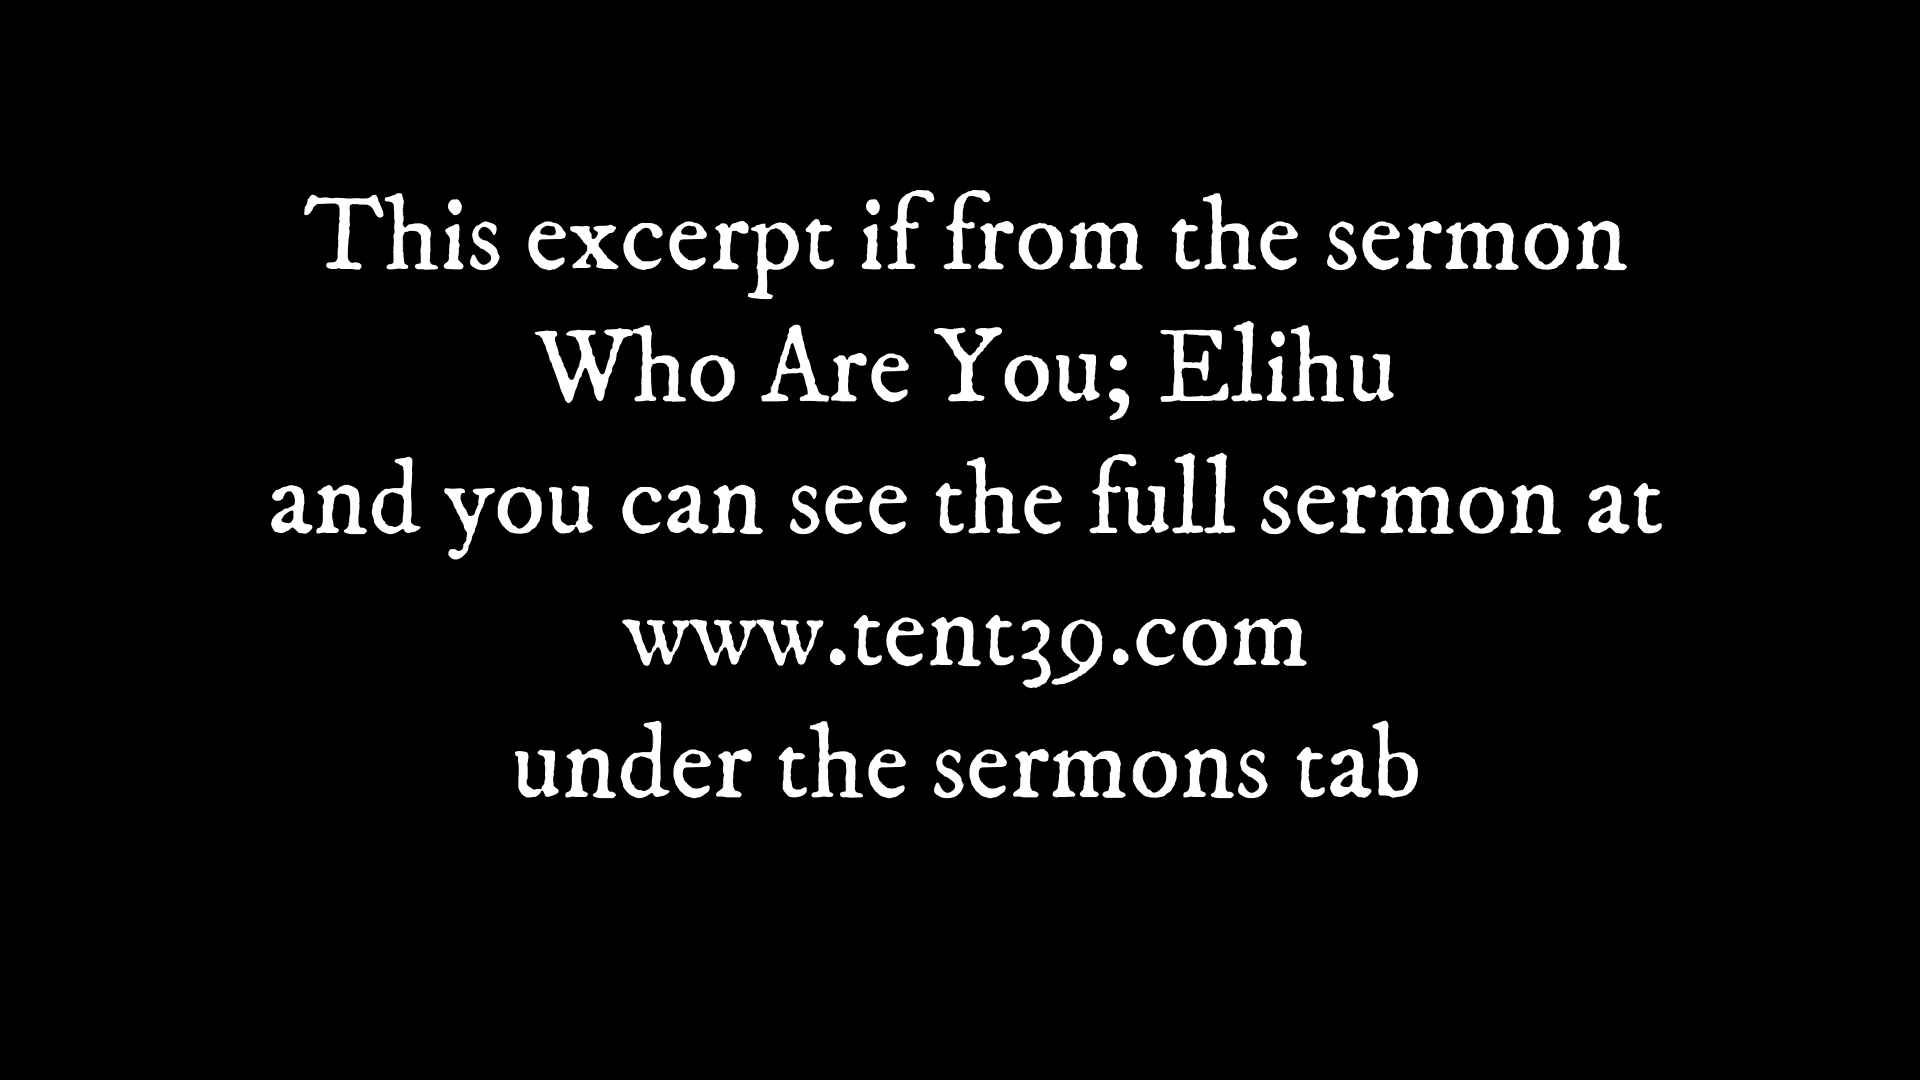 This excerpt if from the sermon
Who Are You; Elihu
and you can see the full sermon at
www.tent39.com
under the sermons tab